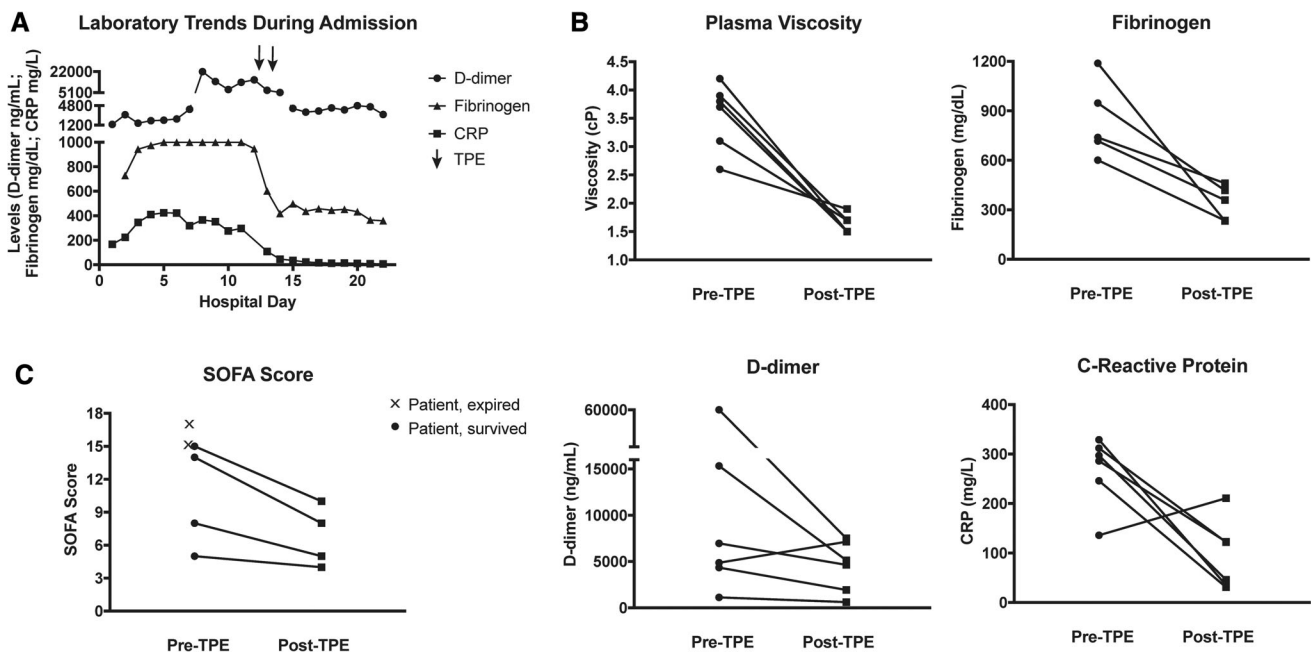 A
Laboratory Trends During Admission
Levels (D-dimer ng/mL;
Fibrinogen mg/dL; CRP mg/L)
22000
5100
4800
1200
1000
800
600
400
200
0
0
5
10
15
20
Hospital Day
D-dimer
Fibrinogen
CRP
TPE
B
Plasma Viscosity
Viscosity (cP)
4.5
4.0
3.5
3.0
2.5
2.0
1.5
1.0
Pre-TPE
Post-TPE
Fibrinogen
Fibrinogen (mg/dL)
1200
900
600
300
0
Pre-TPE
Post-TPE
C
SOFA Score
SOFA Score
18
15
12
9
6
3
0
Pre-TPE
Post-TPE
Patient, expired
Patient, survived
D-dimer
D-dimer (ng/mL)
60000
15000
10000
5000
0
Pre-TPE
Post-TPE
C-Reactive Protein
CRP (mg/L)
400
300
200
100
0
Pre-TPE
Post-TPE